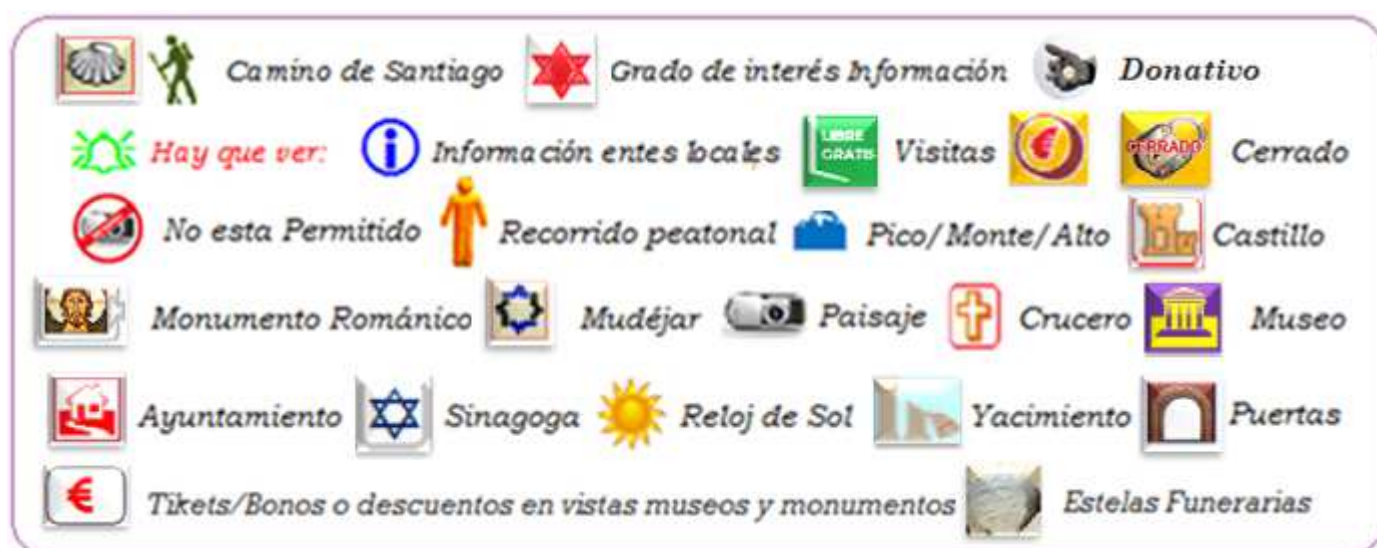 Camino de Santiago Grado de interés Información Donativo
Hay que ver: i Información entes locales LIBRE GRATIS Visitas € CERRADO Cerrado
No esta Permitido Recorrido peatonal Pico/Monte/Alto Castillo
Monumento Románico Mudéjar Paisaje Crucero Museo
Ayuntamiento Sinagoga Reloj de Sol Yacimiento Puertas
€ Tikets/Bonos o descuentos en vistas museos y monumentos Estelas Funerarias